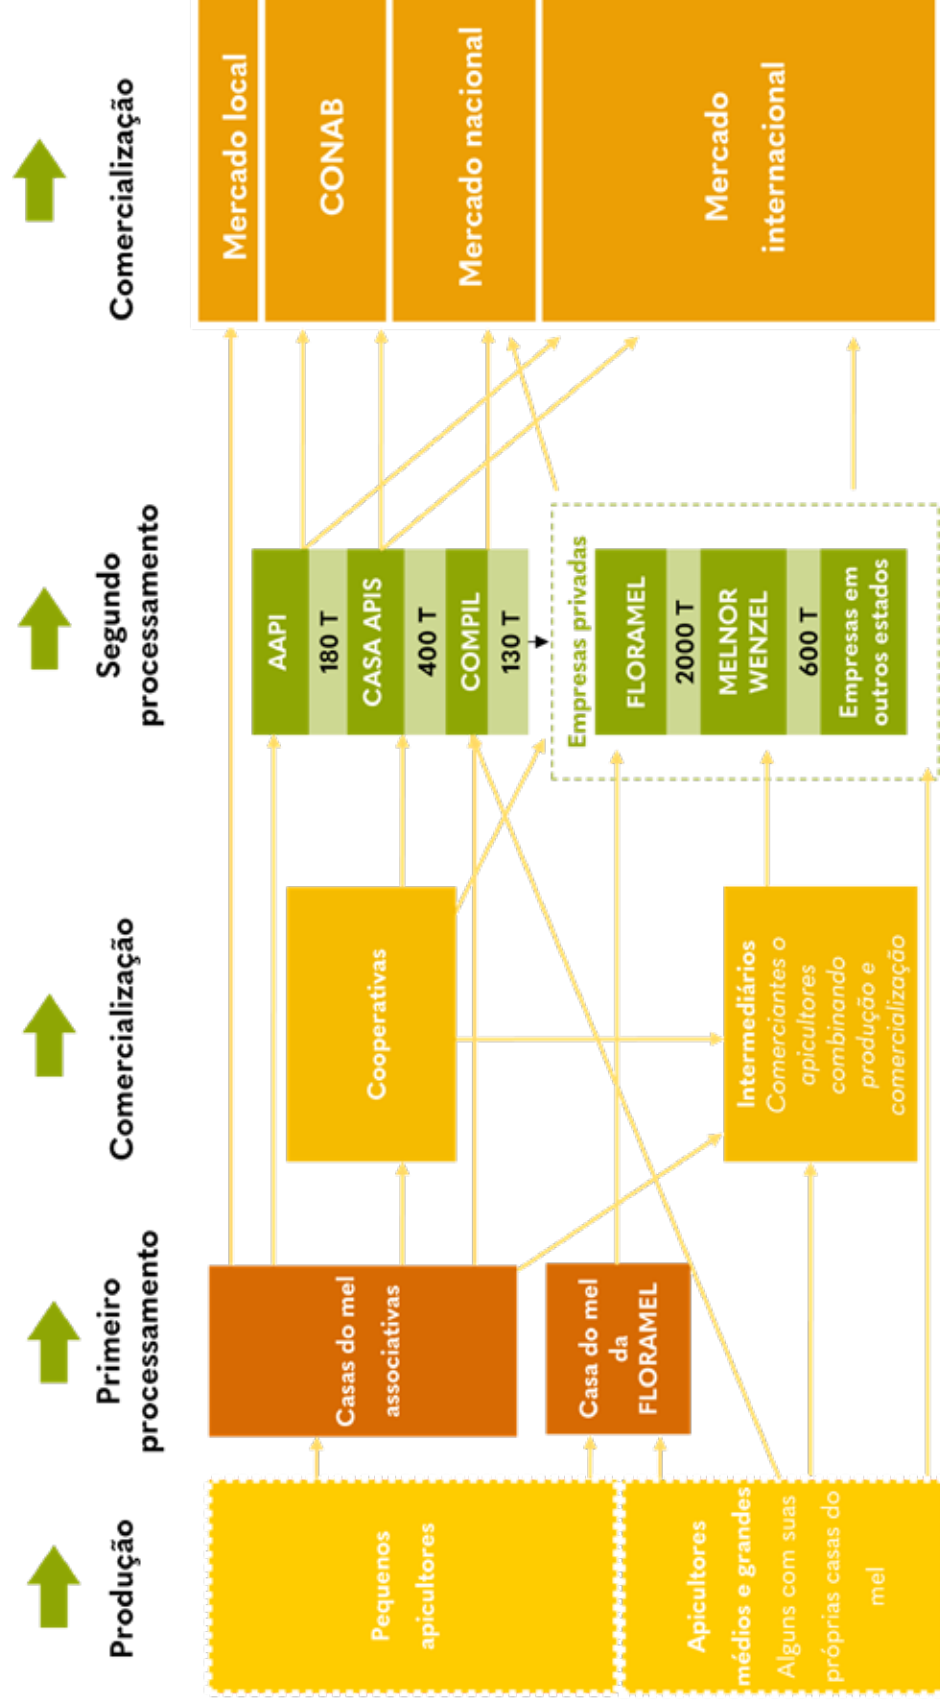 Produção
Primeiro
processamento
Comercialização
Segundo
processamento
Comercialização
Pequenos
apicultores
Apicultores
médios e grandes
Alguns com suas
próprias casas do
mel
Casas do mel
associativas
Casa do mel
da
FLORAMEL
Cooperativas
Intermediários
Comerciantes o
apicultores
combinando
produção e
comercialização
AAPI
180 T
CASA APIS
400 T
COMPIL
130 T
Empresas privadas
FLORAMEL
2000 T
MELNOR
WENZEL
600 T
Empresas em
outros estados
Mercado local
CONAB
Mercado nacional
Mercado
internacional